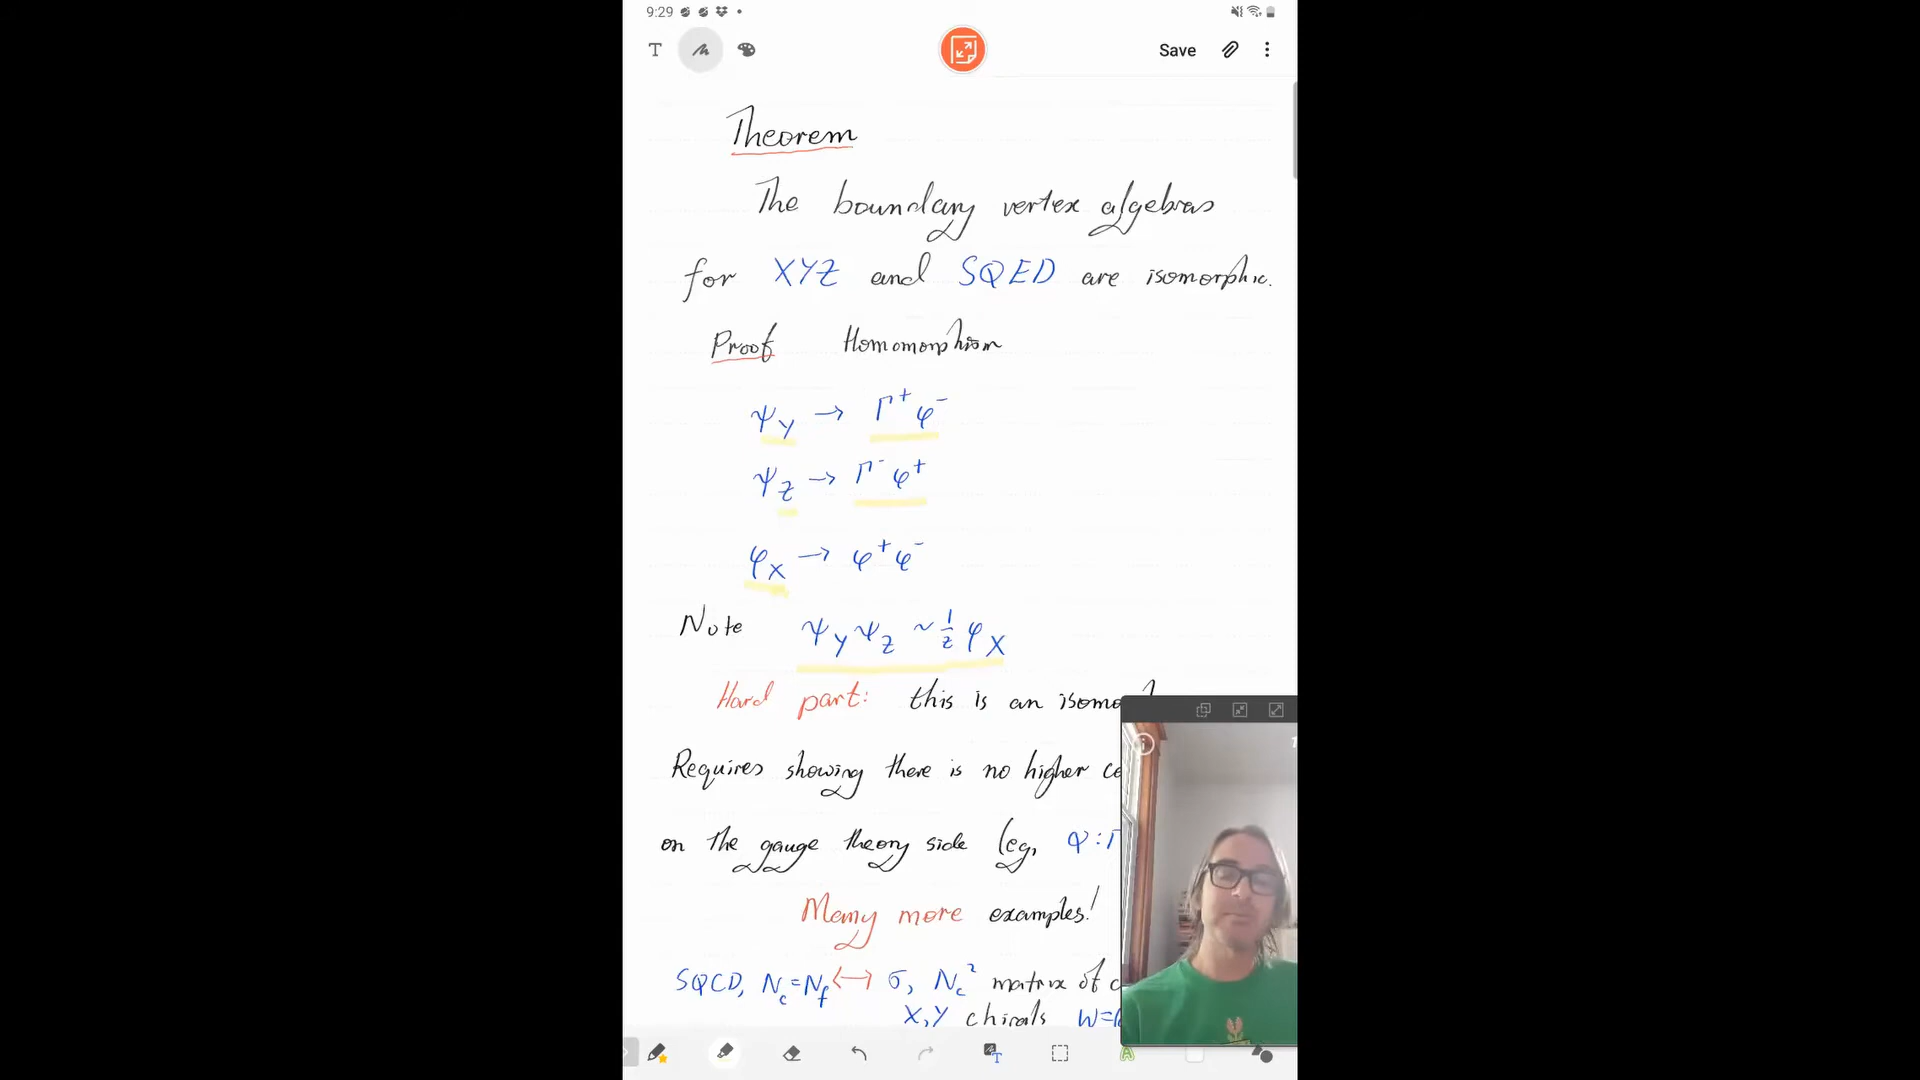 9:29
T
Save
Theorem
The boundary vertex algebras
for XYZ and SQED are isomorphic.
Proof Homomorphism
ψ_Y → Γ⁺ φ⁻
ψ_Z → Γ⁻ φ⁺
φ_X → φ⁺ φ⁻
Note ψ_Y ψ_Z ~ 1/z φ_X
Hard part: this is an
Requires showing there is no higher
on the gauge theory side (eg, Q:Γ
Many more examples!
SQCD, N_c = N_f ↔ σ, N_c² matrix of
X,Y chirals W=